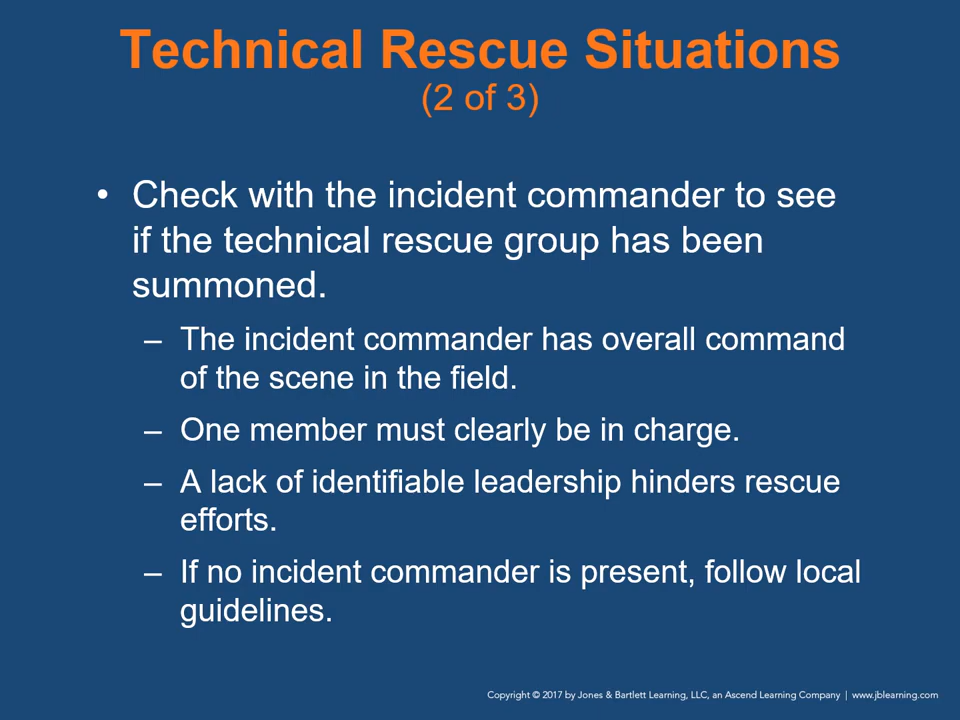 Technical Rescue Situations
(2 of 3)
• Check with the incident commander to see
if the technical rescue group has been
summoned.
– The incident commander has overall command
of the scene in the field.
– One member must clearly be in charge.
– A lack of identifiable leadership hinders rescue
efforts.
– If no incident commander is present, follow local
guidelines.
Copyright © 2017 by Jones & Bartlett Learning, LLC, an Ascend Learning Company | www.jblearning.com